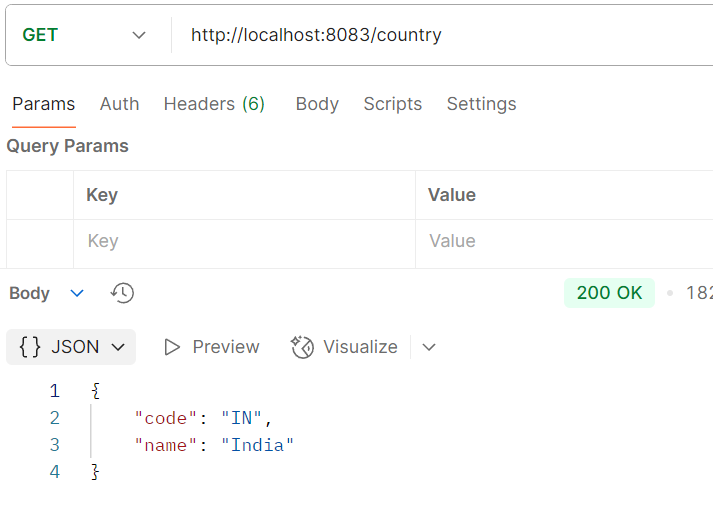 GET http://localhost:8083/country
Params Auth Headers (6) Body Scripts Settings
Query Params
Key Value
Key Value
Body 200 OK 182
{} JSON Preview Visualize
1 {
2 "code": "IN",
3 "name": "India"
4 }